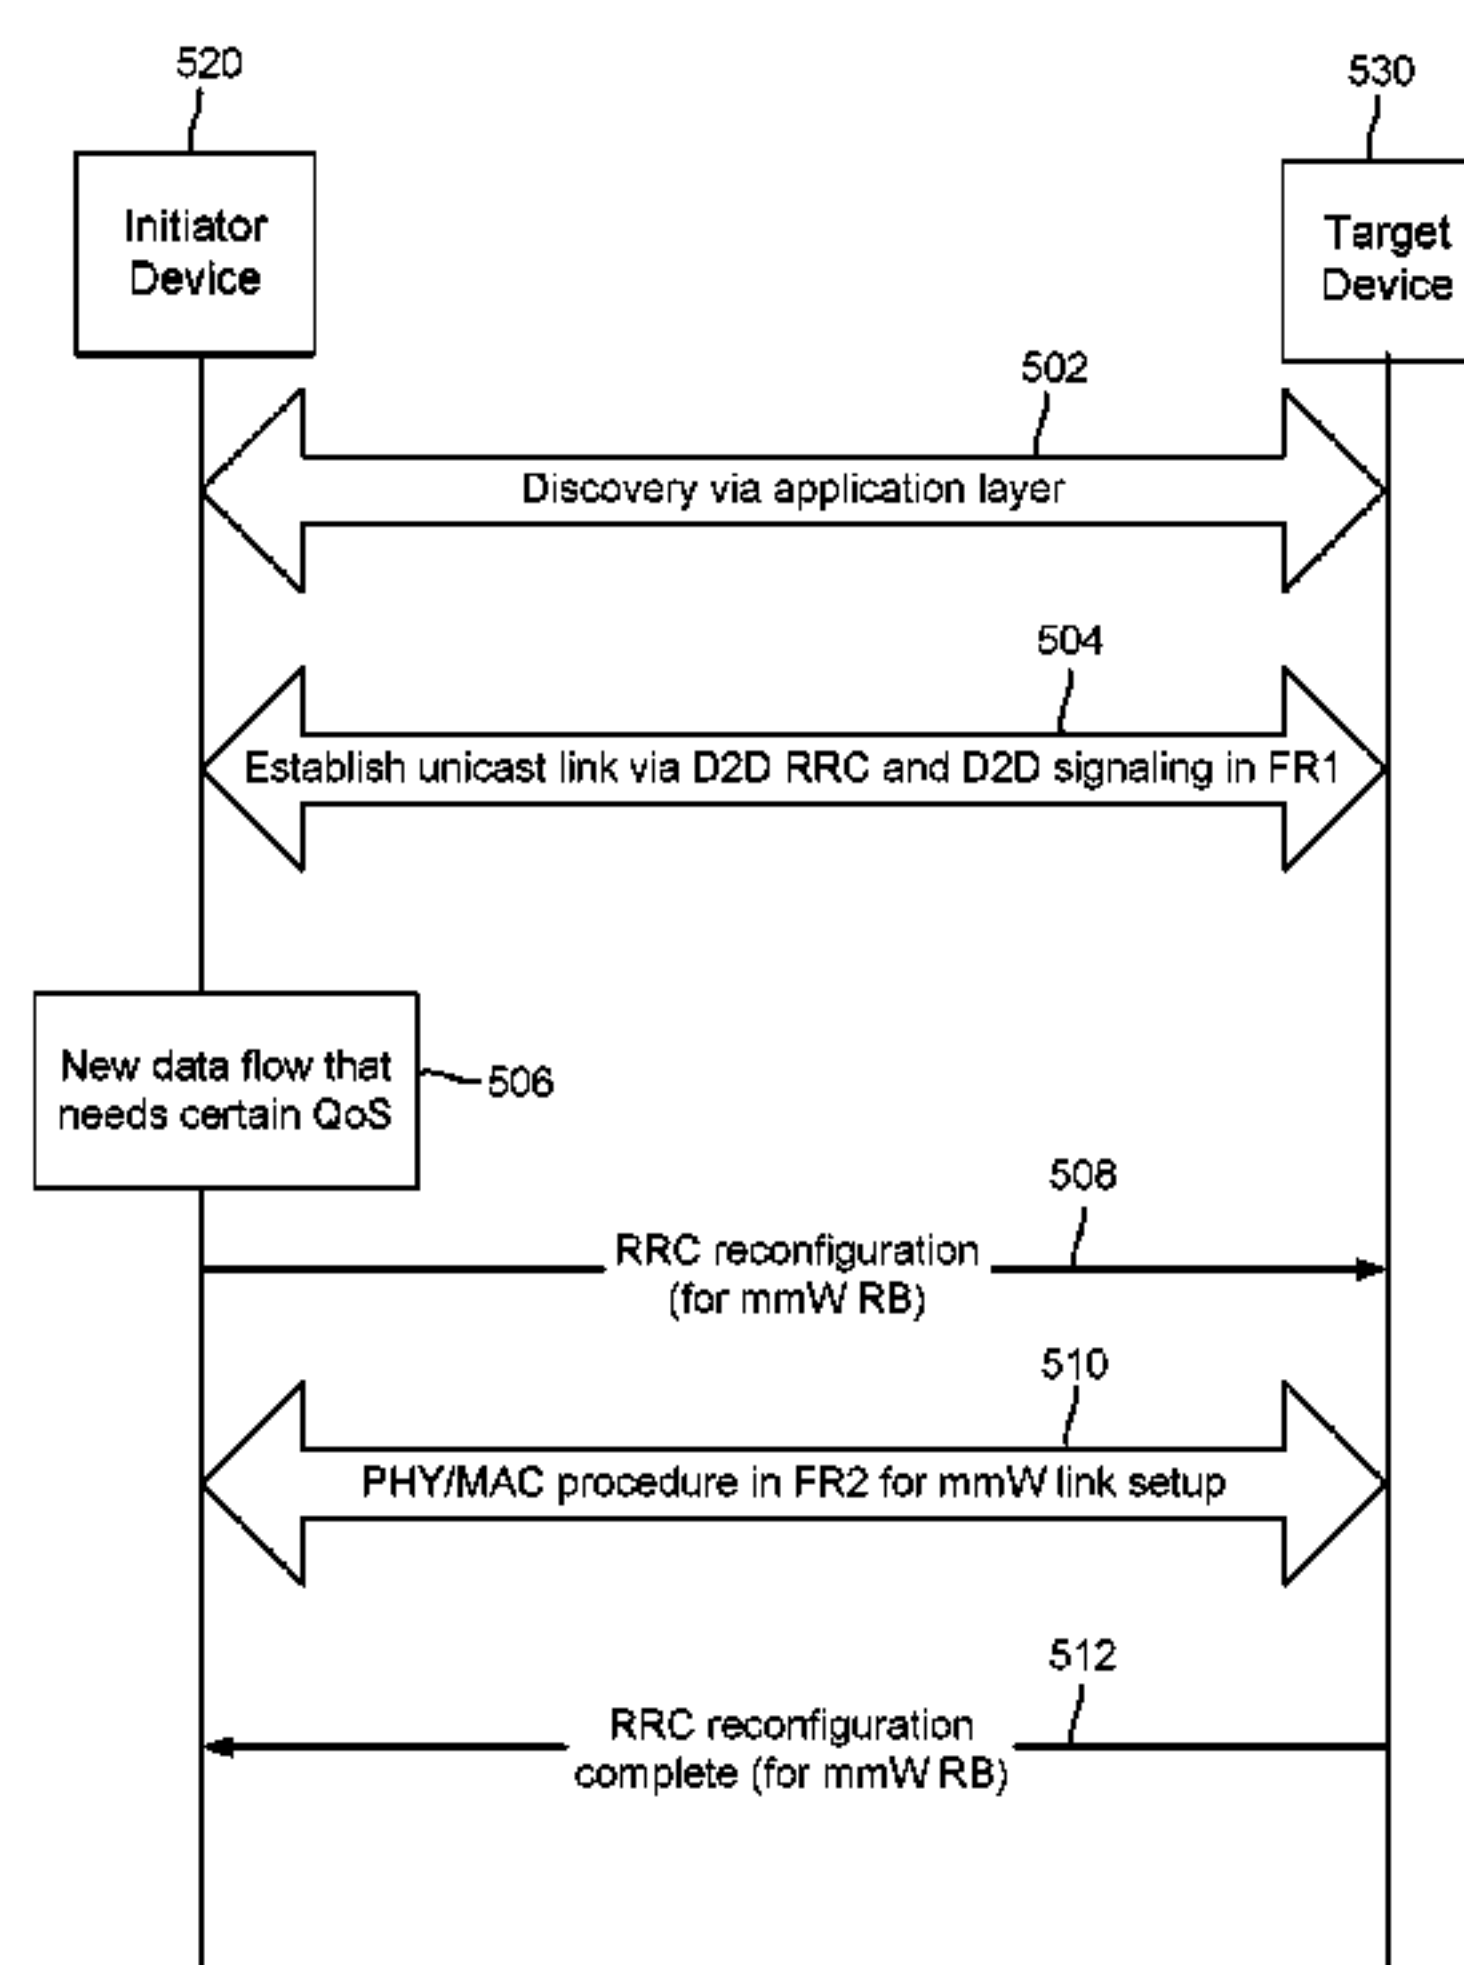 520
530
Initiator
Device
Target
Device
502
Discovery via application layer
504
Establish unicast link via D2D RRC and D2D signaling in FR1
New data flow that
needs certain QoS
506
508
RRC reconfiguration
(for mmW RB)
510
PHY/MAC procedure in FR2 for mmW link setup
512
RRC reconfiguration
complete (for mmW RB)